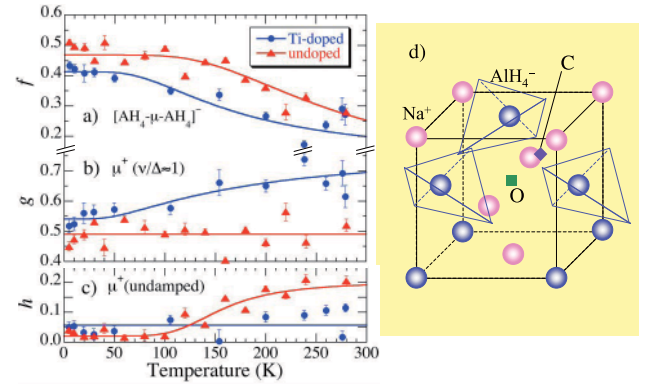 Ti-doped
undoped
0.5
0.4
f
0.3
0.2
a) [AH₄-μ-AH₄]⁻
b) μ⁺ (ν/Δ≈1)
0.7
g
0.6
0.5
0.4
c) μ⁺(undamped)
0.2
h
0.1
0.0
0 50 100 150 200 250 300
Temperature (K)
d)
C
AlH₄⁻
Na⁺
O